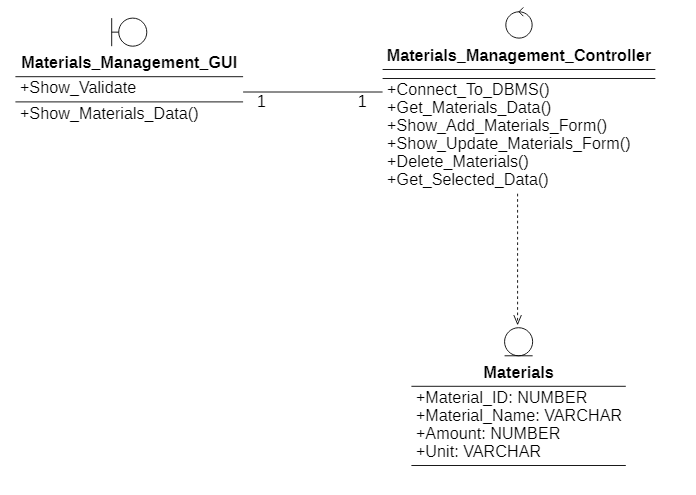 Materials_Management_GUI
+Show_Validate
+Show_Materials_Data()
1
1
Materials_Management_Controller
+Connect_To_DBMS()
+Get_Materials_Data()
+Show_Add_Materials_Form()
+Show_Update_Materials_Form()
+Delete_Materials()
+Get_Selected_Data()
Materials
+Material_ID: NUMBER
+Material_Name: VARCHAR
+Amount: NUMBER
+Unit: VARCHAR